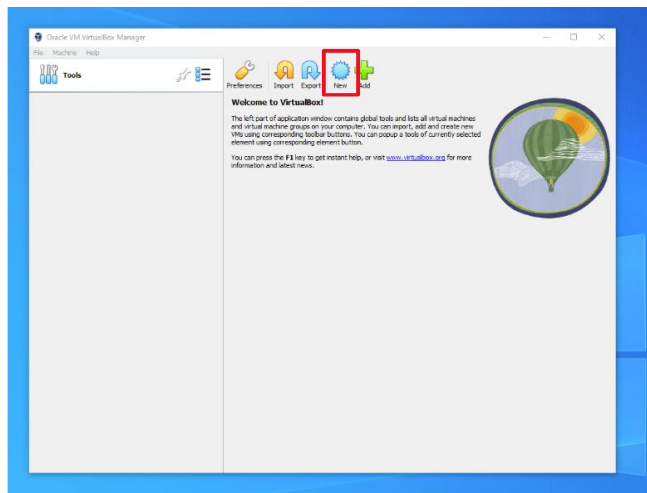 Oracle VM VirtualBox Manager
File Machine Help
Tools
Preferences Import Export New Add
Welcome to VirtualBox!
The left part of application window contains global tools and lists all virtual machines
and virtual machine groups on your computer. You can import, add and create new
VMs using corresponding toolbar buttons. You can popup a tools of currently selected
element using corresponding element button.
You can press the F1 key to get instant help, or visit www.virtualbox.org for more
information and latest news.